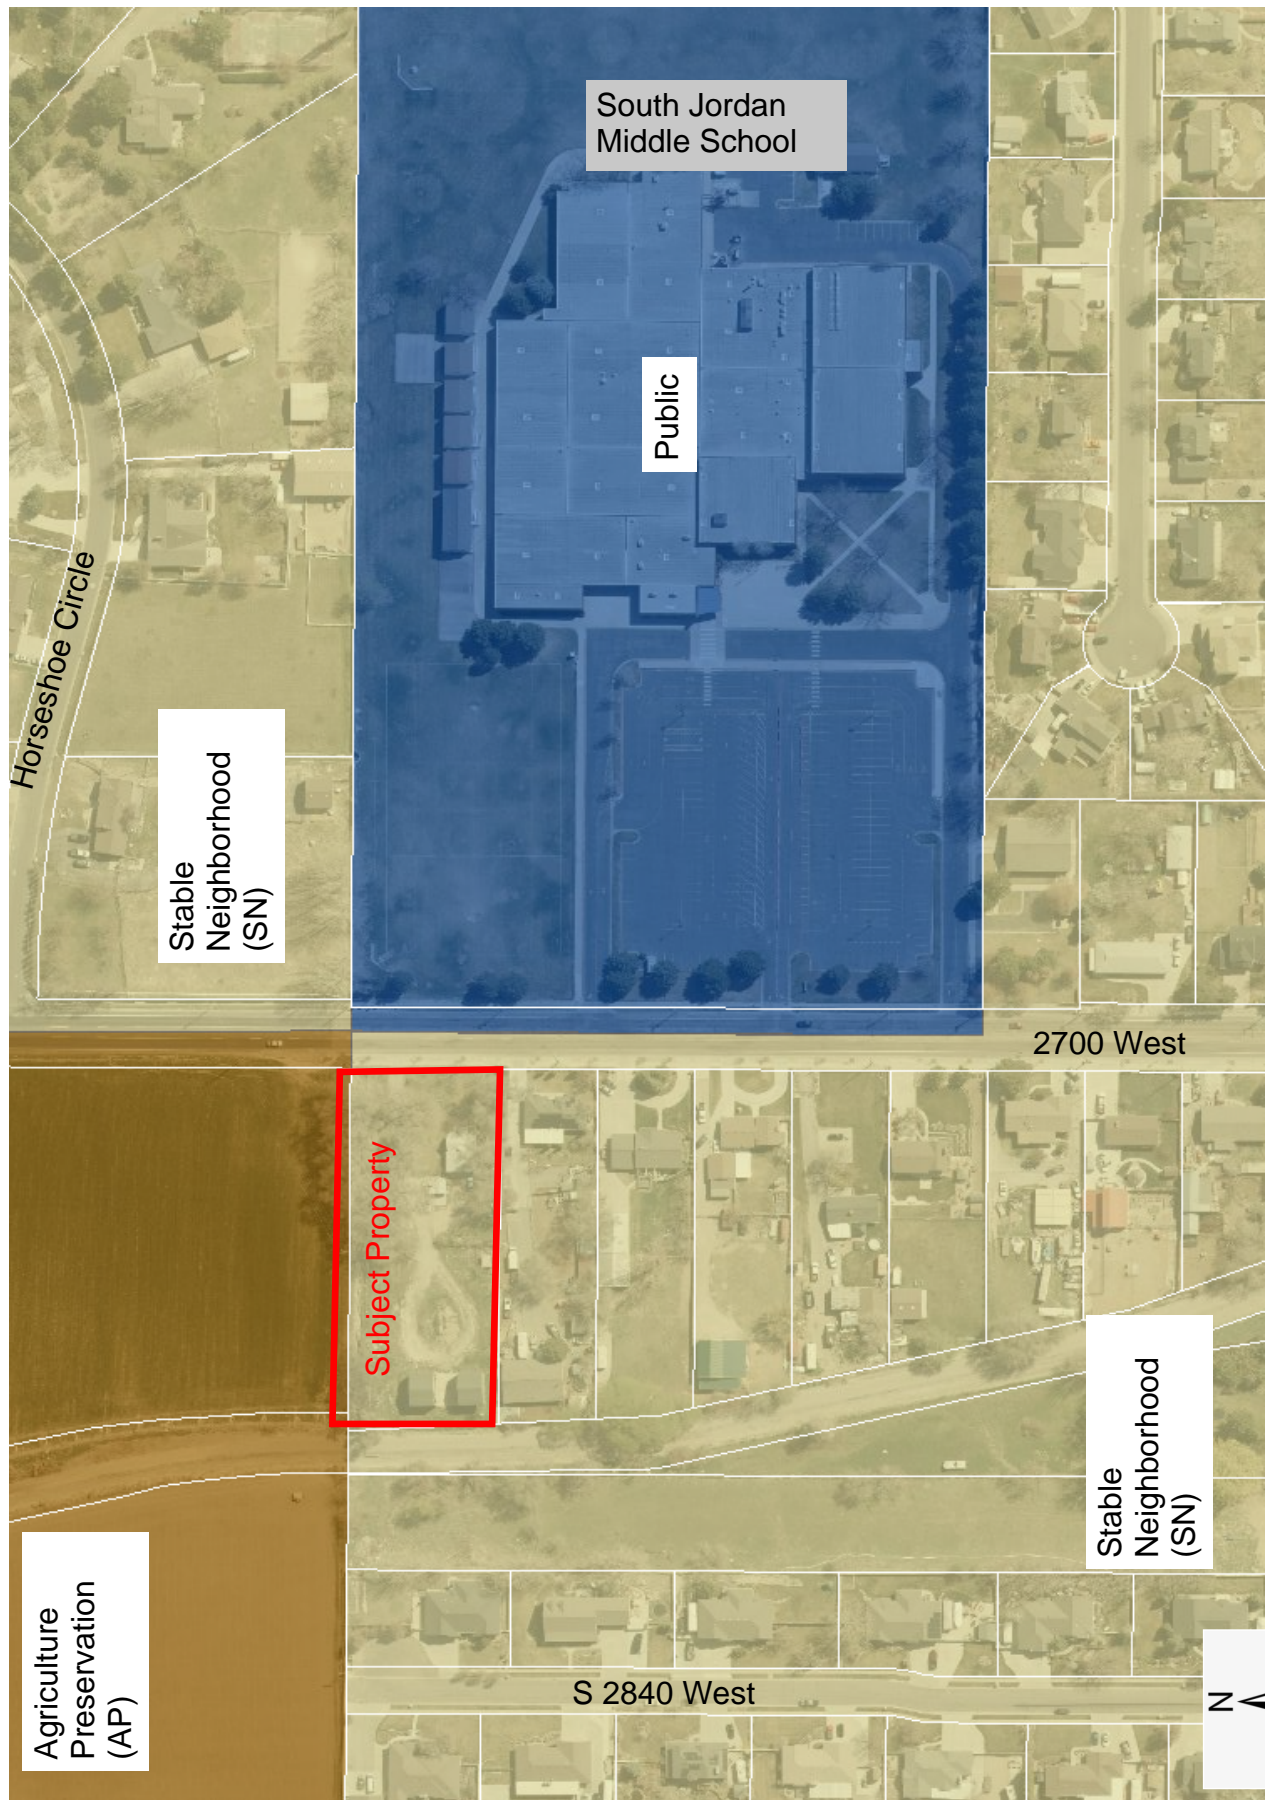 South Jordan
Middle School
Public
Horseshoe Circle
Stable
Neighborhood
(SN)
2700 West
Subject Property
Stable
Neighborhood
(SN)
Agriculture
Preservation
(AP)
S 2840 West
N